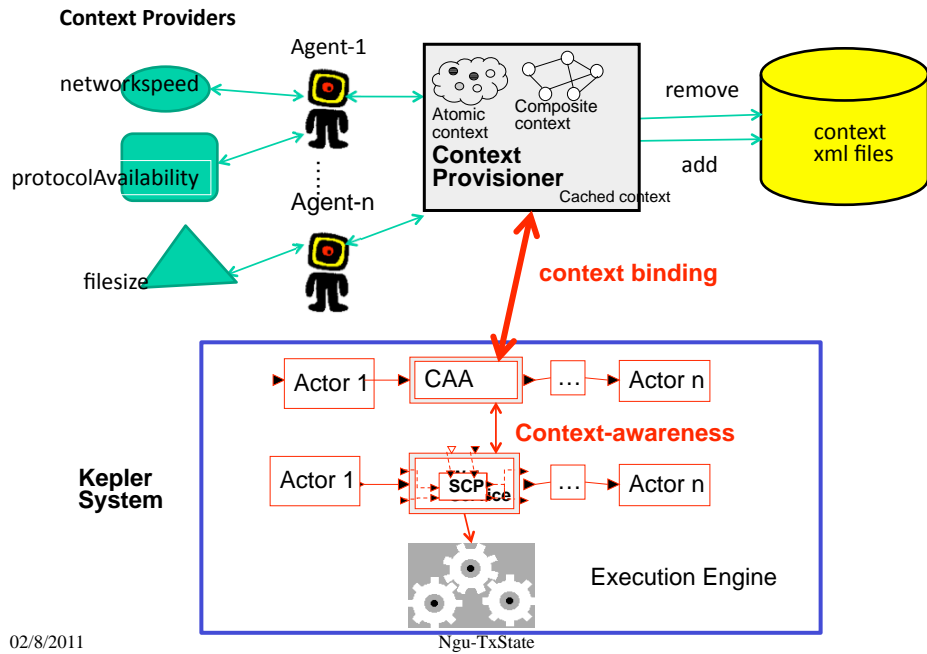 Context Providers
Agent-1
networkspeed
protocolAvailability
Agent-n
filesize
Atomic
context
Composite
context
Context
Provisioner
Cached context
remove
add
context
xml files
context binding
Actor 1
CAA
...
Actor n
Context-awareness
Kepler
System
Actor 1
SCP
ice
...
Actor n
Execution Engine
02/8/2011
Ngu-TxState